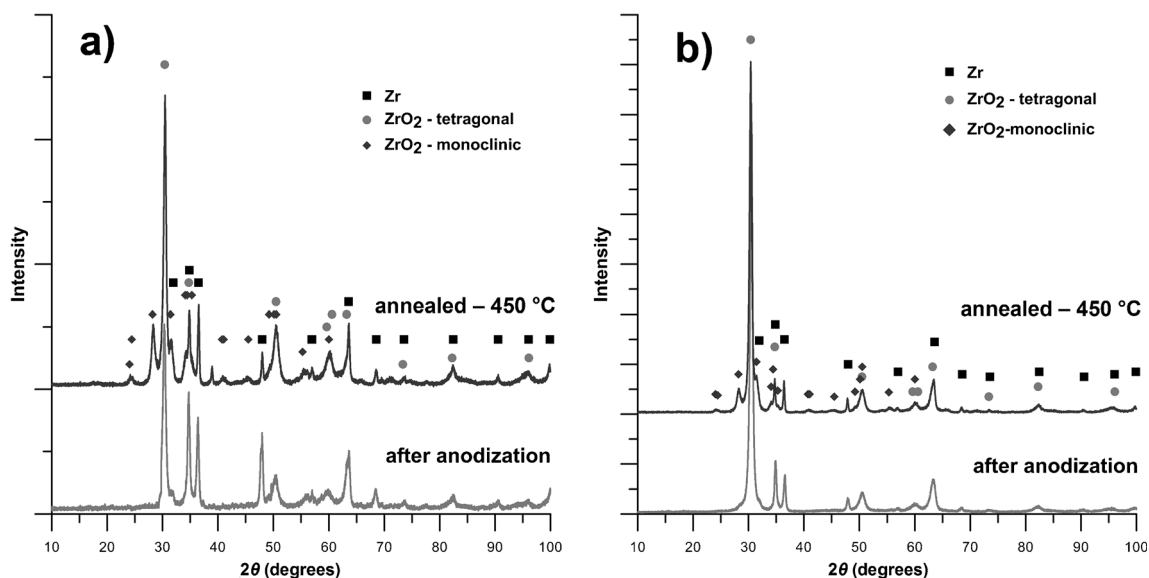 a)
Zr
ZrO2 - tetragonal
ZrO2 - monoclinic
Intensity
annealed – 450 °C
after anodization
10 20 30 40 50 60 70 80 90 100
2θ (degrees)
b)
Zr
ZrO2 - tetragonal
ZrO2-monoclinic
Intensity
annealed – 450 °C
after anodization
10 20 30 40 50 60 70 80 90 100
2θ (degrees)